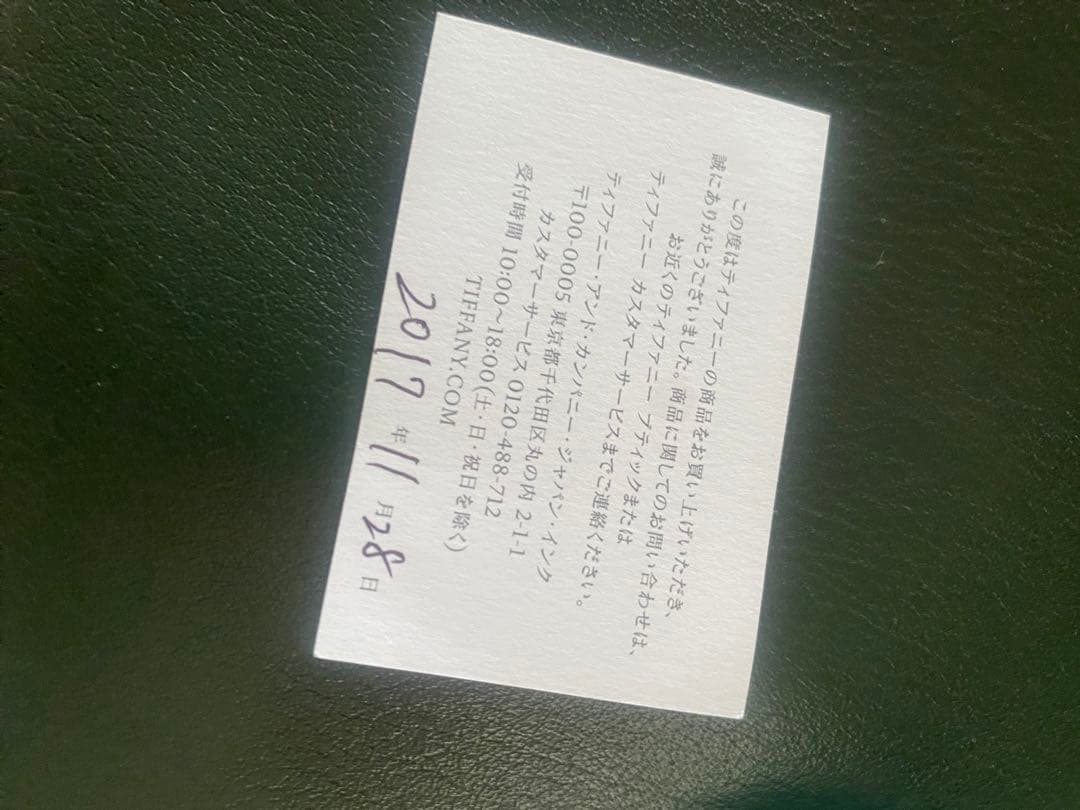 この度はティファニーの商品をお買い上げいただき、
誠にありがとうございました。商品に関してのお問い合わせは、
お近くのティファニー ブティックまたは
ティファニー カスタマーサービスまでご連絡ください。
ティファニー・アンド・カンパニー・ジャパン・インク
〒100-0005 東京都千代田区丸の内 2-1-1
カスタマーサービス 0120-488-712
受付時間 10:00~18:00(土・日・祝日を除く)
TIFFANY.COM
2017 年 11 月 28 日